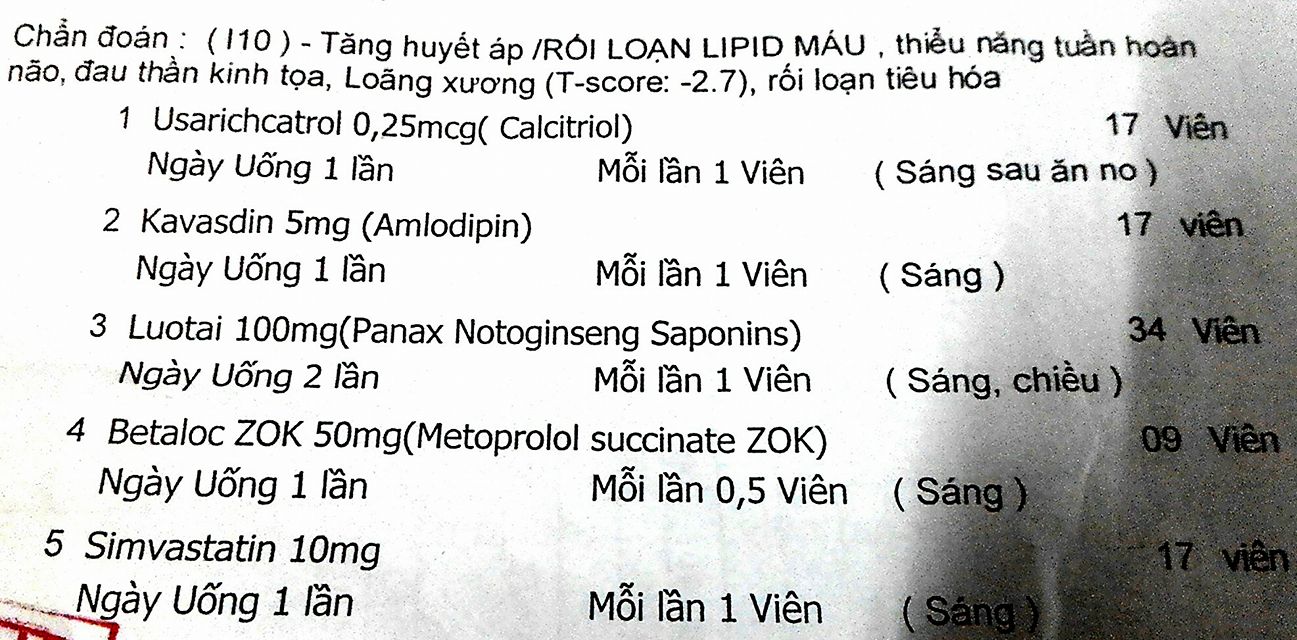 Chẩn đoán : ( I10 ) - Tăng huyết áp /RỐI LOẠN LIPID MÁU , thiểu năng tuần hoàn
não, đau thần kinh tọa, Loãng xương (T-score: -2.7), rối loạn tiêu hóa
1 Usarichcatrol 0,25mcg( Calcitriol) 17 Viên
Ngày Uống 1 lần Mỗi lần 1 Viên ( Sáng sau ăn no )
2 Kavasdin 5mg (Amlodipin) 17 viên
Ngày Uống 1 lần Mỗi lần 1 Viên ( Sáng )
3 Luotai 100mg(Panax Notoginseng Saponins) 34 Viên
Ngày Uống 2 lần Mỗi lần 1 Viên ( Sáng, chiều )
4 Betaloc ZOK 50mg(Metoprolol succinate ZOK) 09 Viên
Ngày Uống 1 lần Mỗi lần 0,5 Viên ( Sáng )
5 Simvastatin 10mg 17 viên
Ngày Uống 1 lần Mỗi lần 1 Viên ( Sáng )